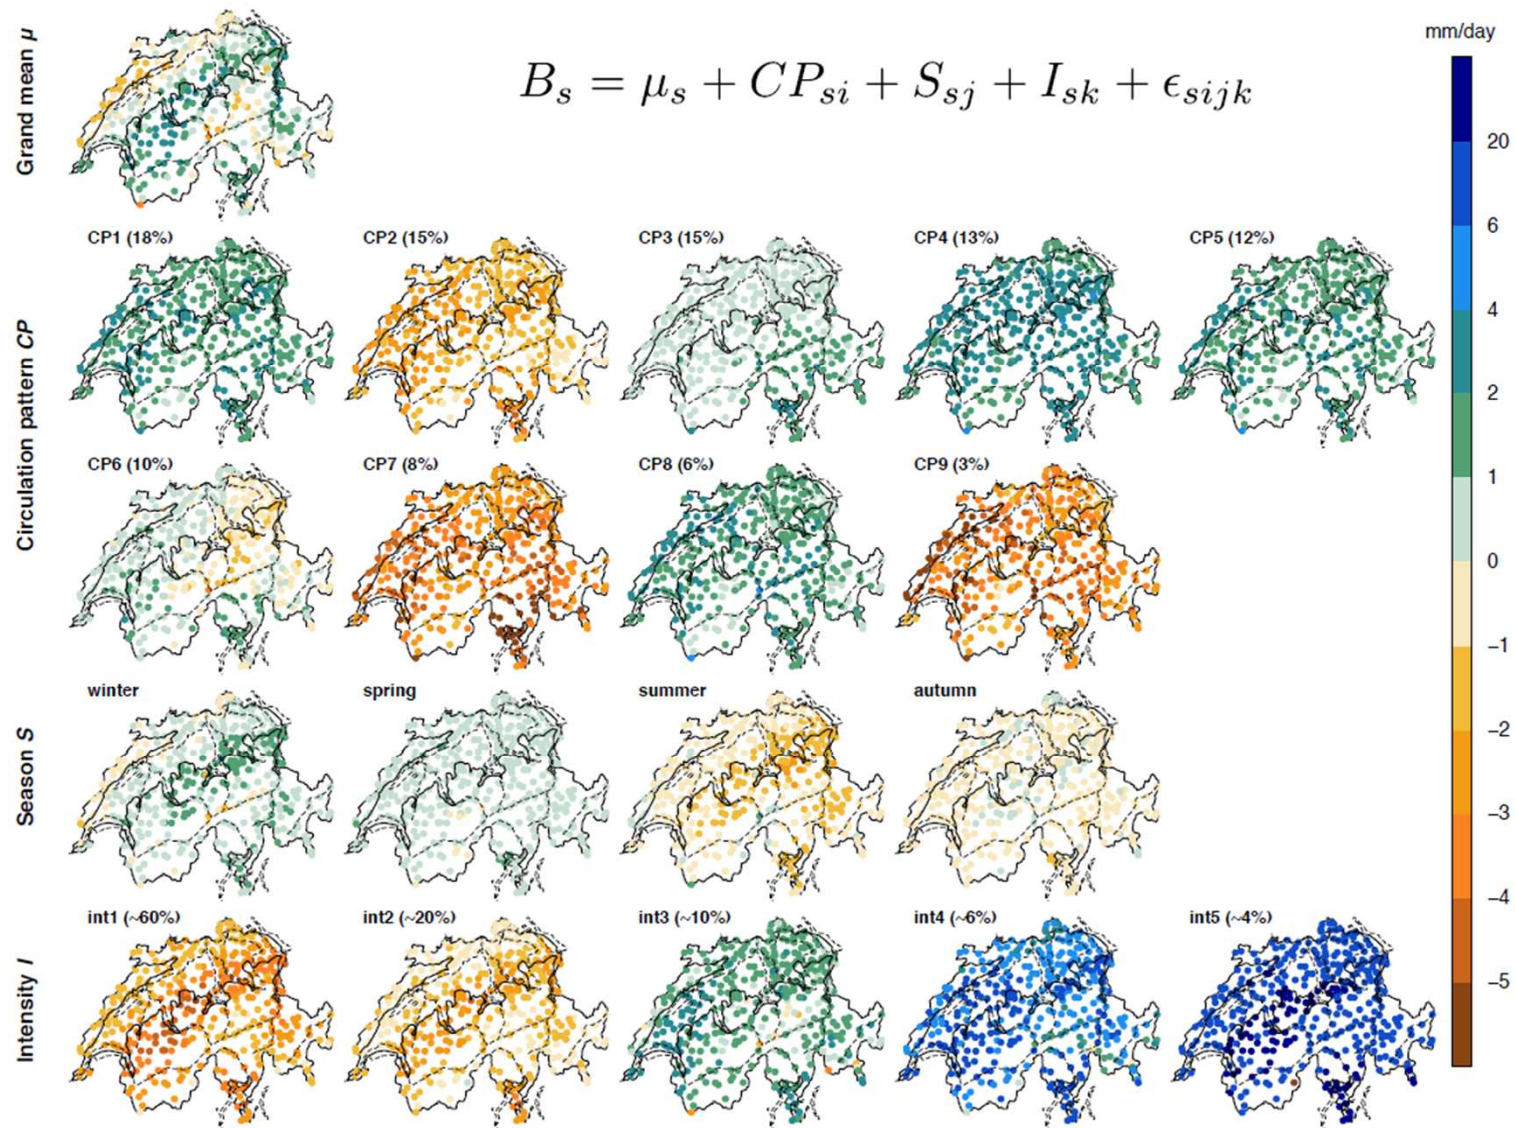 mm/day
Grand mean μ
B_s = μ_s + CP_si + S_sj + I_sk + ϵ_sijk
20
6
4
2
1
0
−1
−2
−3
−4
−5
Circulation pattern CP
CP1 (18%) CP2 (15%) CP3 (15%) CP4 (13%) CP5 (12%)
CP6 (10%) CP7 (8%) CP8 (6%) CP9 (3%)
Season S
winter spring summer autumn
Intensity I
int1 (~60%) int2 (~20%) int3 (~10%) int4 (~6%) int5 (~4%)